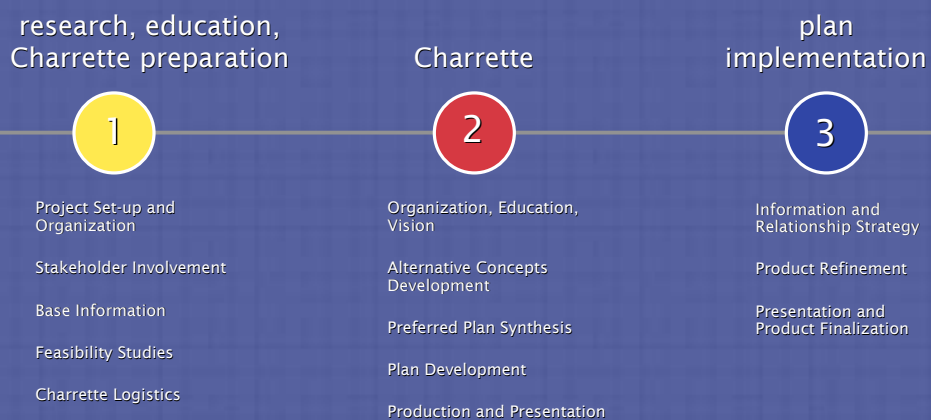 research, education,
Charrette preparation
1
Project Set-up and
Organization
Stakeholder Involvement
Base Information
Feasibility Studies
Charrette Logistics
Charrette
2
Organization, Education,
Vision
Alternative Concepts
Development
Preferred Plan Synthesis
Plan Development
Production and Presentation
plan
implementation
3
Information and
Relationship Strategy
Product Refinement
Presentation and
Product Finalization